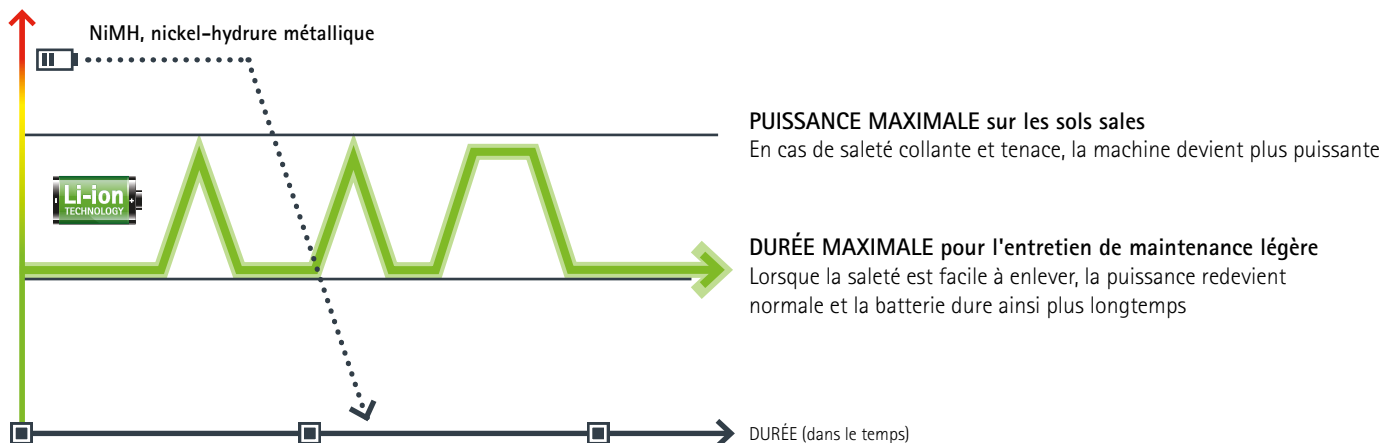 NiMH, nickel-hydrure métallique
PUISSANCE MAXIMALE sur les sols sales
En cas de saleté collante et tenace, la machine devient plus puissante
Li-ion
TECHNOLOGY
DURÉE MAXIMALE pour l'entretien de maintenance légère
Lorsque la saleté est facile à enlever, la puissance redevient
normale et la batterie dure ainsi plus longtemps
DURÉE (dans le temps)